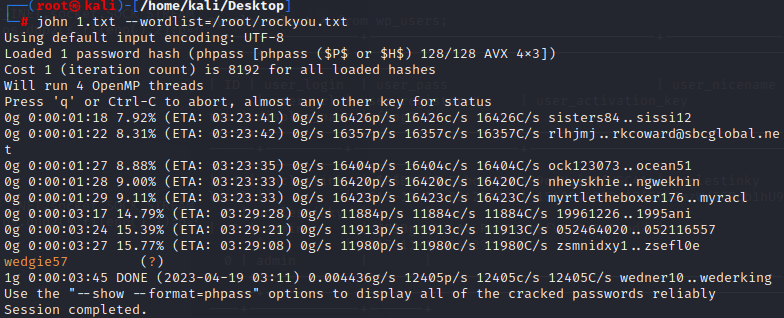 (root㉿kali)-[/home/kali/Desktop]
# john 1.txt --wordlist=/root/rockyou.txt
Using default input encoding: UTF-8
Loaded 1 password hash (phpass [phpass ($P$ or $H$) 128/128 AVX 4×3])
Cost 1 (iteration count) is 8192 for all loaded hashes
Will run 4 OpenMP threads
Press 'q' or Ctrl-C to abort, almost any other key for status
0g 0:00:01:18 7.92% (ETA: 03:23:41) 0g/s 16426p/s 16426c/s 16426C/s sisters84..sissi12
0g 0:00:01:22 8.31% (ETA: 03:23:42) 0g/s 16357p/s 16357c/s 16357C/s rlhjmj..rkcoward@sbcglobal.ne
t
0g 0:00:01:27 8.88% (ETA: 03:23:35) 0g/s 16404p/s 16404c/s 16404C/s ock123073..ocean51
0g 0:00:01:28 9.00% (ETA: 03:23:33) 0g/s 16420p/s 16420c/s 16420C/s nheyskhie..ngwekhin
0g 0:00:01:29 9.11% (ETA: 03:23:33) 0g/s 16423p/s 16423c/s 16423C/s myrtletheboxer176..myracl
0g 0:00:03:17 14.79% (ETA: 03:29:28) 0g/s 11884p/s 11884c/s 11884C/s 19961226..1995ani
0g 0:00:03:24 15.39% (ETA: 03:29:21) 0g/s 11913p/s 11913c/s 11913C/s 052464020..052116557
0g 0:00:03:27 15.77% (ETA: 03:29:08) 0g/s 11980p/s 11980c/s 11980C/s zsmnidxy1..zsefl0e
wedgie57 (?)
1g 0:00:03:45 DONE (2023-04-19 03:11) 0.004436g/s 12405p/s 12405c/s 12405C/s wedner10..wederking
Use the "--show --format=phpass" options to display all of the cracked passwords reliably
Session completed.